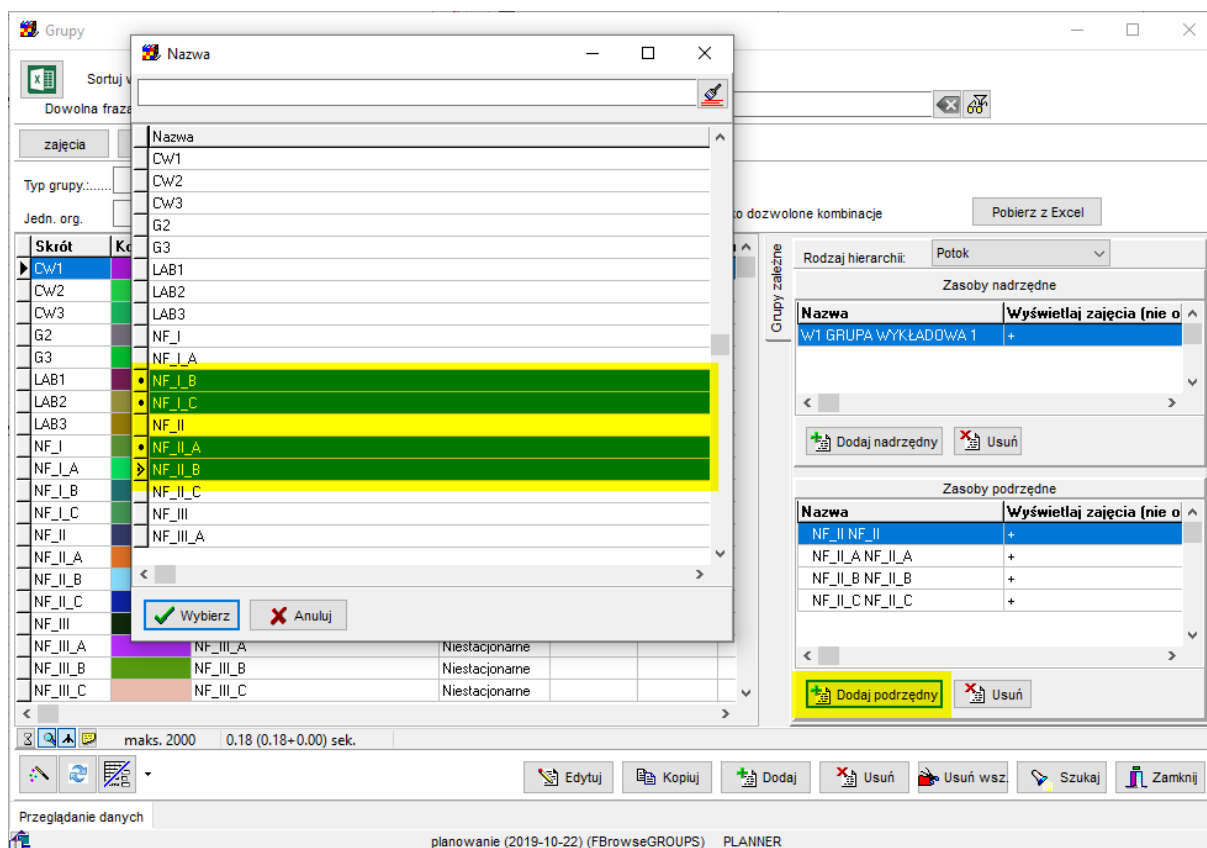 Grupy
Sortuj w
Dowolna fraza
zajęcia
Typ grupy.:......
Jedn. org.
ko dozwolone kombinacje
Pobierz z Excel
Skrót Ko
CW1
CW2
CW3
G2
G3
LAB1
LAB2
LAB3
NF_I
NF_I_A
NF_I_B
NF_I_C
NF_II
NF_II_A
NF_II_B
NF_II_C
NF_III
NF_III_A NF_III_A Niestacjonarne
NF_III_B NF_III_B Niestacjonarne
NF_III_C NF_III_C Niestacjonarne
Nazwa
Nazwa
CW1
CW2
CW3
G2
G3
LAB1
LAB2
LAB3
NF_I
NF_I_A
NF_I_B
NF_I_C
NF_II
NF_II_A
NF_II_B
NF_II_C
NF_III
NF_III_A
Wybierz Anuluj
Grupy zależne
Rodzaj hierarchii: Potok
Zasoby nadrzędne
Nazwa Wyświetlaj zajęcia (nie o
W1 GRUPA WYKŁADOWA 1 +
Dodaj nadrzędny Usuń
Zasoby podrzędne
Nazwa Wyświetlaj zajęcia (nie o
NF_II NF_II +
NF_II_A NF_II_A +
NF_II_B NF_II_B +
NF_II_C NF_II_C +
Dodaj podrzędny Usuń
maks. 2000 0.18 (0.18+0.00) sek.
Edytuj Kopiuj Dodaj Usuń Usuń wsz. Szukaj Zamknij
Przeglądanie danych
planowanie (2019-10-22) (FBrowseGROUPS) PLANNER